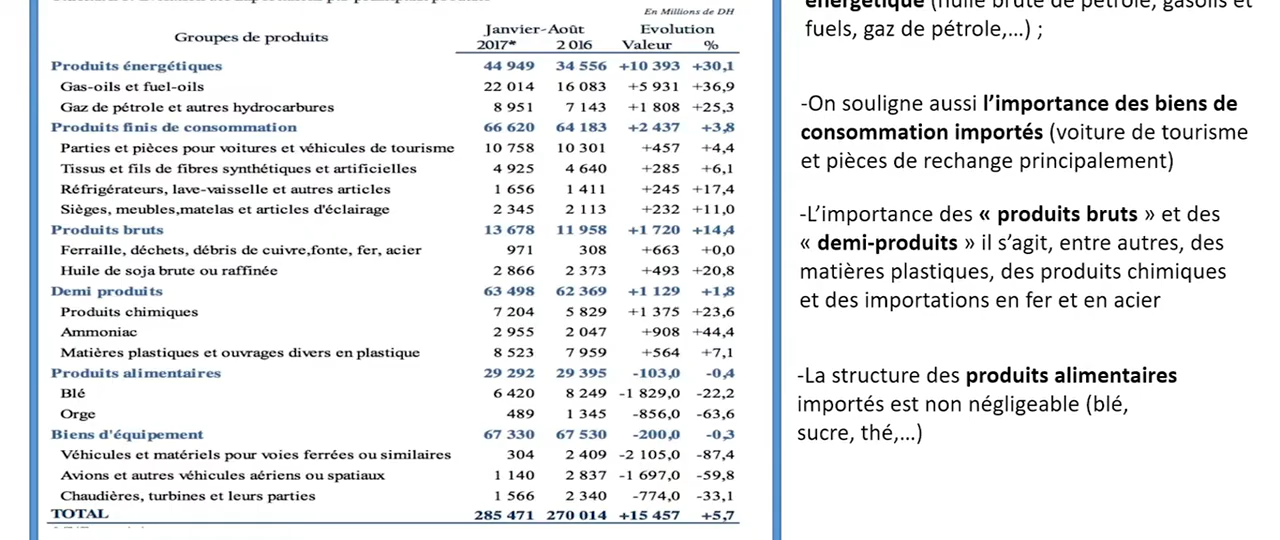 En Millions de DH
Groupes de produits
Janvier-Août Evolution
2017* 2 016 Valeur %
Produits énergétiques 44 949 34 556 +10 393 +30,1
Gas-oils et fuel-oils 22 014 16 083 +5 931 +36,9
Gaz de pétrole et autres hydrocarbures 8 951 7 143 +1 808 +25,3
Produits finis de consommation 66 620 64 183 +2 437 +3,8
Parties et pièces pour voitures et véhicules de tourisme 10 758 10 301 +457 +4,4
Tissus et fils de fibres synthétiques et artificielles 4 925 4 640 +285 +6,1
Réfrigérateurs, lave-vaisselle et autres articles 1 656 1 411 +245 +17,4
Sièges, meubles,matelas et articles d'éclairage 2 345 2 113 +232 +11,0
Produits bruts 13 678 11 958 +1 720 +14,4
Ferraille, déchets, débris de cuivre,fonte, fer, acier 971 308 +663 +0,0
Huile de soja brute ou raffinée 2 866 2 373 +493 +20,8
Demi produits 63 498 62 369 +1 129 +1,8
Produits chimiques 7 204 5 829 +1 375 +23,6
Ammoniac 2 955 2 047 +908 +44,4
Matières plastiques et ouvrages divers en plastique 8 523 7 959 +564 +7,1
Produits alimentaires 29 292 29 395 -103,0 -0,4
Blé 6 420 8 249 -1 829,0 -22,2
Orge 489 1 345 -856,0 -63,6
Biens d'équipement 67 330 67 530 -200,0 -0,3
Véhicules et matériels pour voies ferrées ou similaires 304 2 409 -2 105,0 -87,4
Avions et autres véhicules aériens ou spatiaux 1 140 2 837 -1 697,0 -59,8
Chaudières, turbines et leurs parties 1 566 2 340 -774,0 -33,1
TOTAL 285 471 270 014 +15 457 +5,7
énergétique (huile brute de pétrole, gasoils et
fuels, gaz de pétrole,...) ;
-On souligne aussi l'importance des biens de
consommation importés (voiture de tourisme
et pièces de rechange principalement)
-L'importance des « produits bruts » et des
« demi-produits » il s'agit, entre autres, des
matières plastiques, des produits chimiques
et des importations en fer et en acier
-La structure des produits alimentaires
importés est non négligeable (blé,
sucre, thé,...)